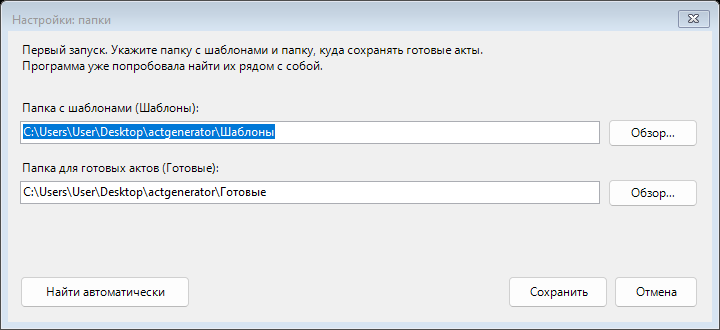 Настройки: папки
Первый запуск. Укажите папку с шаблонами и папку, куда сохранять готовые акты.
Программа уже попробовала найти их рядом с собой.
Папка с шаблонами (Шаблоны):
C:\Users\User\Desktop\actgenerator\Шаблоны
Обзор...
Папка для готовых актов (Готовые):
C:\Users\User\Desktop\actgenerator\Готовые
Обзор...
Найти автоматически
Сохранить
Отмена